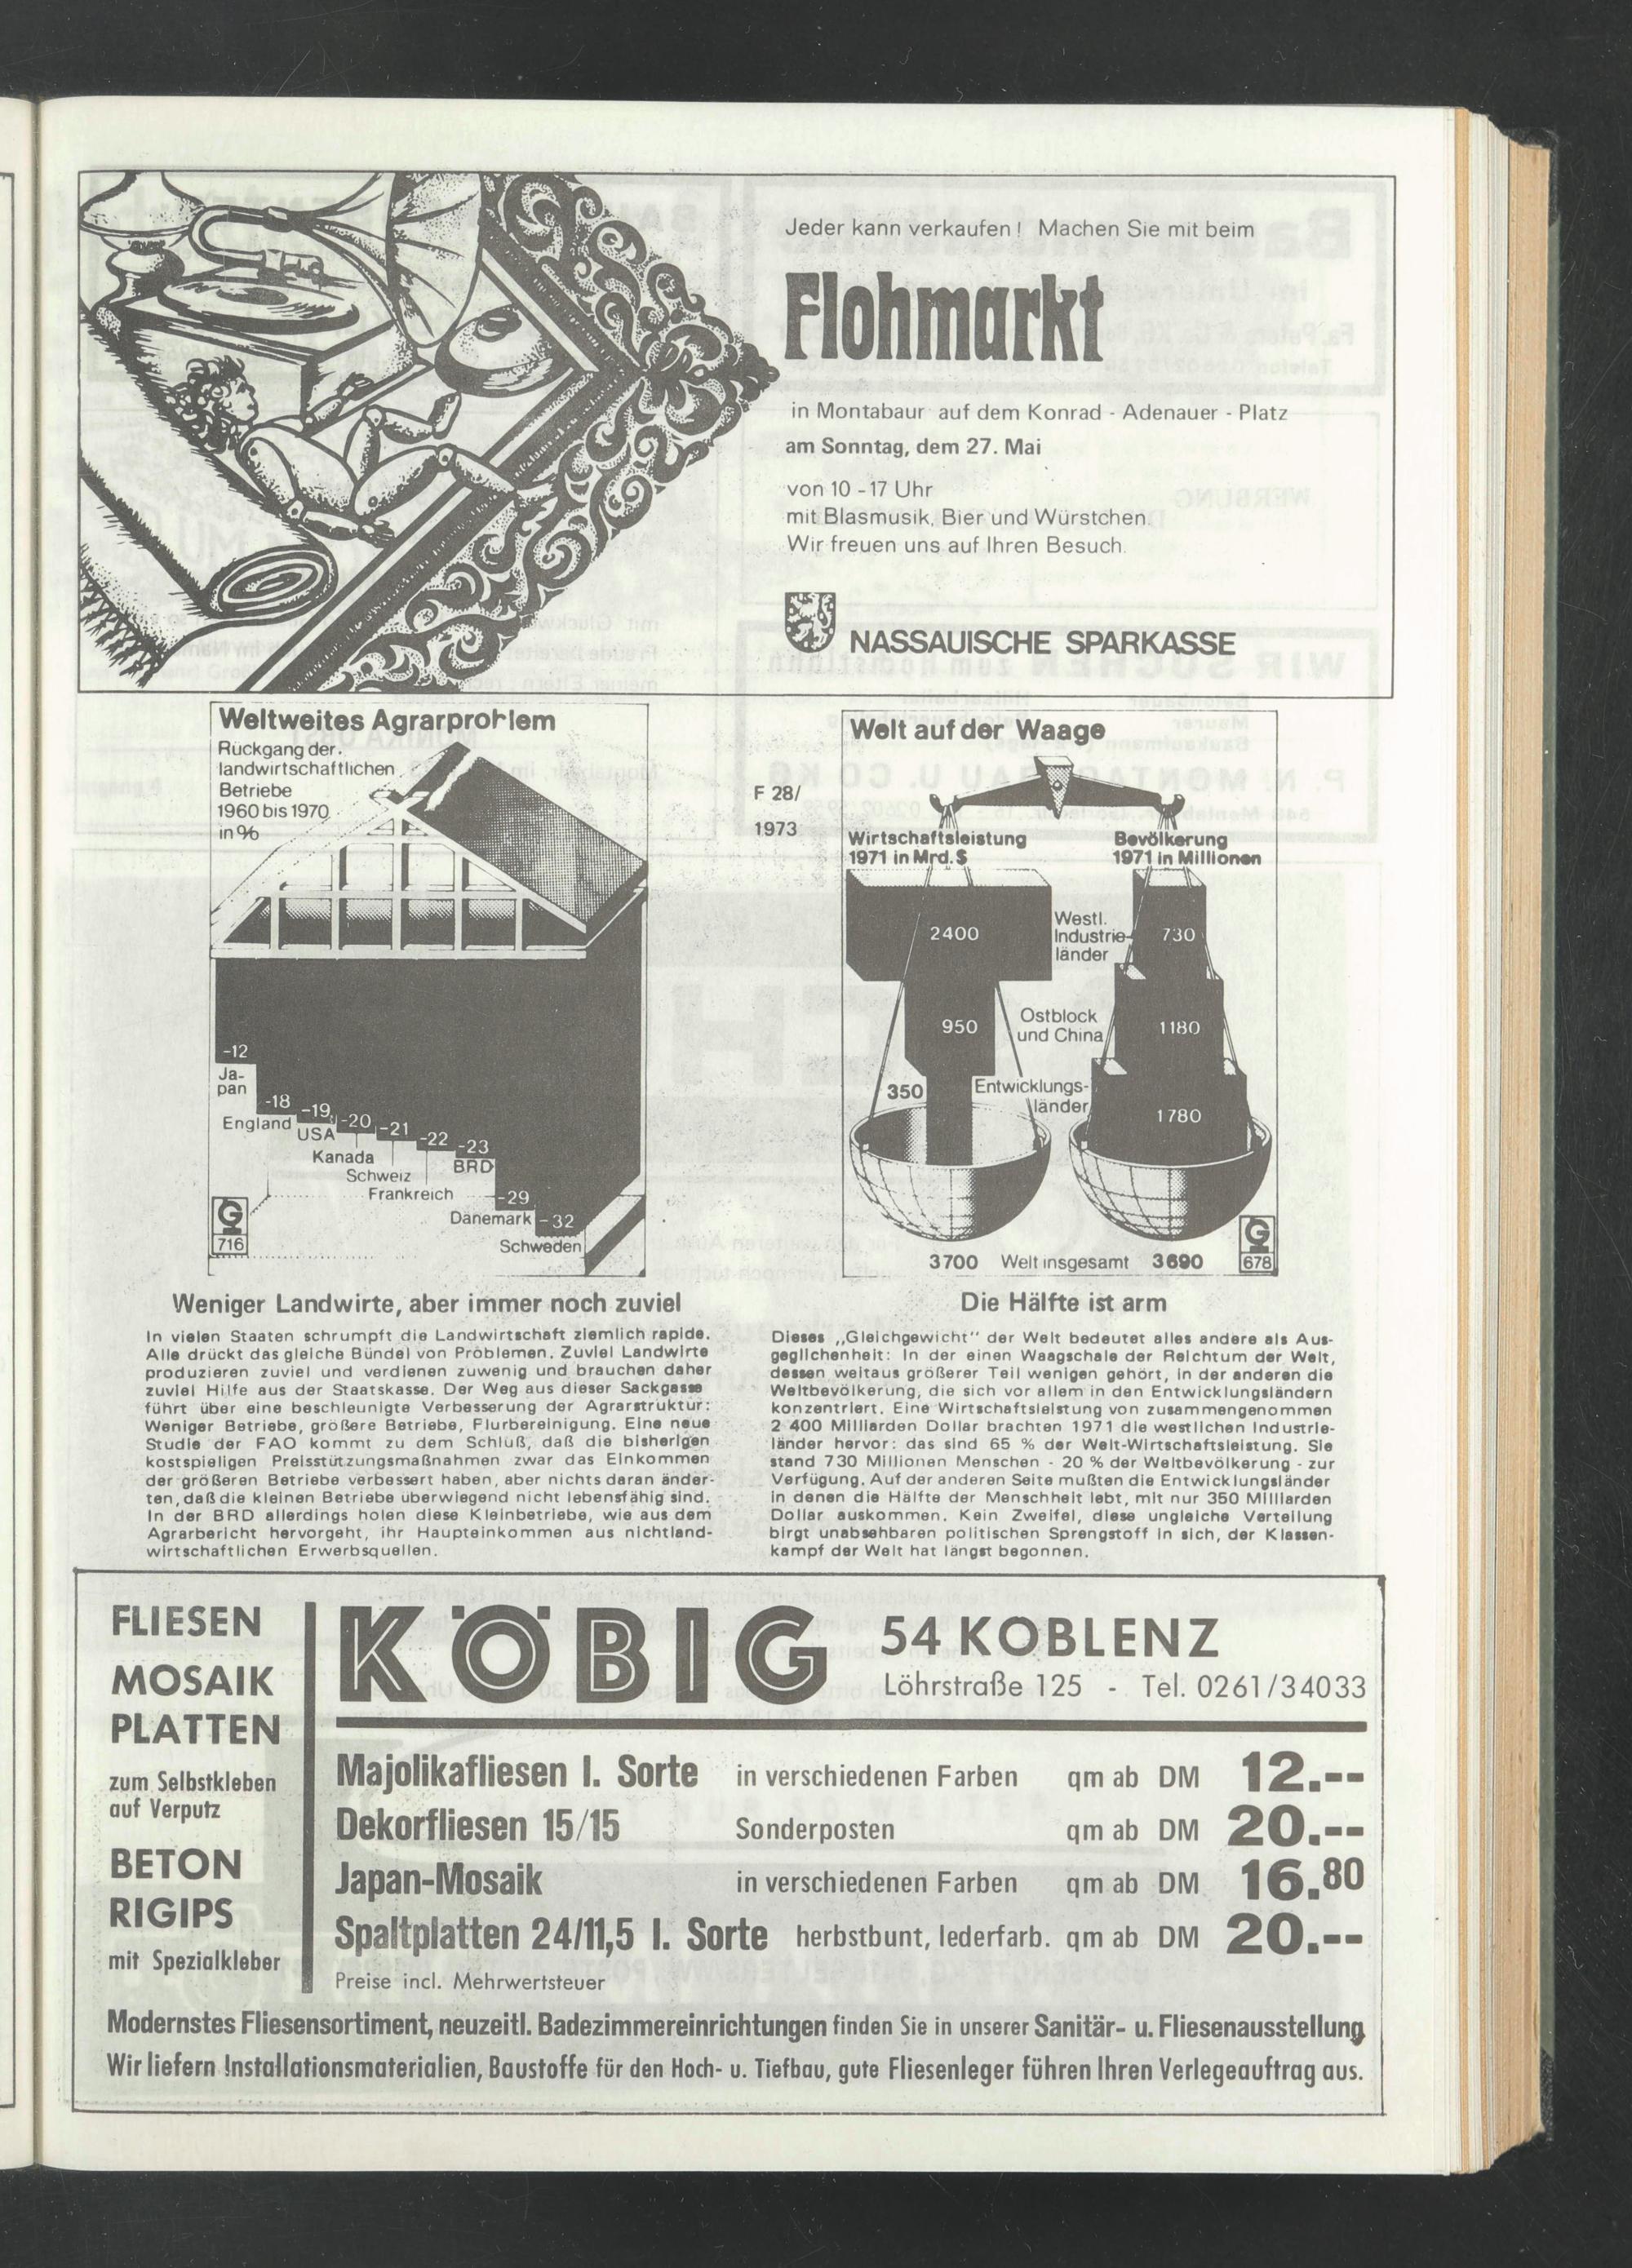 Jeder kann verkaufen! Machen Sie mit beim
Flohmarkt
in Montabaur auf dem Konrad - Adenauer - Platz
am Sonntag, dem 27. Mai
von 10 - 17 Uhr
mit Blasmusik, Bier und Würstchen.
Wir freuen uns auf Ihren Besuch.
NASSAUISCHE SPARKASSE
Weltweites Agrarproblem
Rückgang der
landwirtschaftlichen
Betriebe
1960 bis 1970
in %
-12
Ja-
pan
-18
England
-19
USA
-20
Kanada
-21
Schweiz
-22
Frankreich
-23
BRD
-29
Dänemark
-32
Schweden
G
716
F 28/
1973
Welt auf der Waage
Wirtschaftsleistung
1971 in Mrd. $
Bevölkerung
1971 in Millionen
2400
Westl.
Industrie-
länder
730
950
Ostblock
und China
1180
350
Entwicklungs-
länder
1780
3700 Welt insgesamt 3690
G
678
Weniger Landwirte, aber immer noch zuviel
In vielen Staaten schrumpft die Landwirtschaft ziemlich rapide.
Alle drückt das gleiche Bündel von Problemen. Zuviel Landwirte
produzieren zuviel und verdienen zuwenig und brauchen daher
zuviel Hilfe aus der Staatskasse. Der Weg aus dieser Sackgasse
führt über eine beschleunigte Verbesserung der Agrarstruktur:
Weniger Betriebe, größere Betriebe, Flurbereinigung. Eine neue
Studie der FAO kommt zu dem Schluß, daß die bisherigen
kostspieligen Preisstützungsmaßnahmen zwar das Einkommen
der größeren Betriebe verbessert haben, aber nichts daran änder-
ten, daß die kleinen Betriebe überwiegend nicht lebensfähig sind.
In der BRD allerdings holen diese Kleinbetriebe, wie aus dem
Agrarbericht hervorgeht, ihr Haupteinkommen aus nichtland-
wirtschaftlichen Erwerbsquellen.
Die Hälfte ist arm
Dieses „Gleichgewicht" der Welt bedeutet alles andere als Aus-
geglichenheit: In der einen Waagschale der Reichtum der Welt,
dessen weitaus größerer Teil wenigen gehört, in der anderen die
Weltbevölkerung, die sich vor allem in den Entwicklungsländern
konzentriert. Eine Wirtschaftsleistung von zusammengenommen
2 400 Milliarden Dollar brachten 1971 die westlichen Industrie-
länder hervor: das sind 65 % der Welt-Wirtschaftsleistung. Sie
stand 730 Millionen Menschen - 20 % der Weltbevölkerung - zur
Verfügung. Auf der anderen Seite mußten die Entwicklungsländer
in denen die Hälfte der Menschheit lebt, mit nur 350 Milliarden
Dollar auskommen. Kein Zweifel, diese ungleiche Verteilung
birgt unabsehbaren politischen Sprengstoff in sich, der Klassen-
kampf der Welt hat längst begonnen.
FLIESEN
MOSAIK
PLATTEN
zum Selbstkleben
auf Verputz
BETON
RIGIPS
mit Spezialkleber
KÖBIG
54 KOBLENZ
Löhrstraße 125 - Tel. 0261/34033
Majolikafliesen I. Sorte in verschiedenen Farben qm ab DM 12.--
Dekorfliesen 15/15 Sonderposten qm ab DM 20.--
Japan-Mosaik in verschiedenen Farben qm ab DM 16.80
Spaltplatten 24/11,5 I. Sorte herbstbunt, lederfarb. qm ab DM 20.--
Preise incl. Mehrwertsteuer
Modernstes Fliesensortiment, neuzeitl. Badezimmereinrichtungen finden Sie in unserer Sanitär- u. Fliesenausstellung
Wir liefern Installationsmaterialien, Baustoffe für den Hoch- u. Tiefbau, gute Fliesenleger führen Ihren Verlegeauftrag aus.